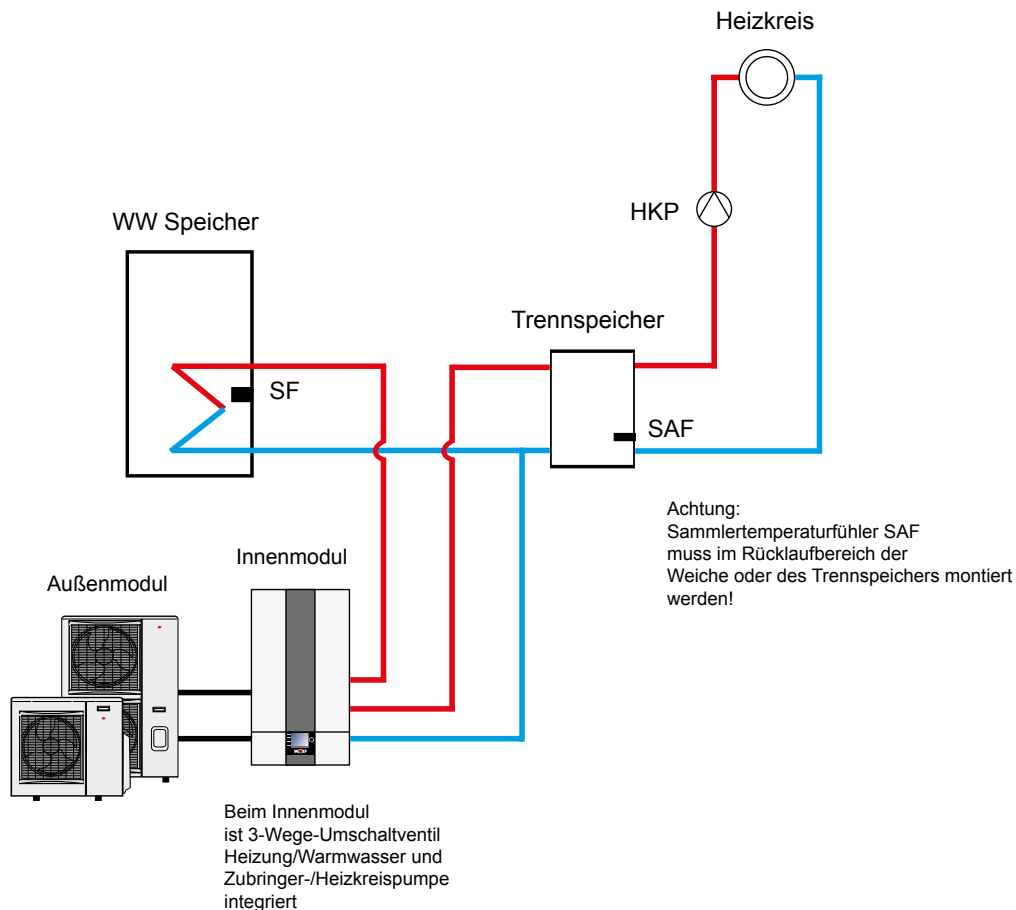 Heizkreis
HKP
WW Speicher
Trennspeicher
SF
SAF
Achtung:
Sammlertemperaturfühler SAF
muss im Rücklaufbereich der
Weiche oder des Trennspeichers montiert
werden!
Innenmodul
Außenmodul
WOLF
Beim Innenmodul
ist 3-Wege-Umschaltventil
Heizung/Warmwasser und
Zubringer-/Heizkreispumpe
integriert